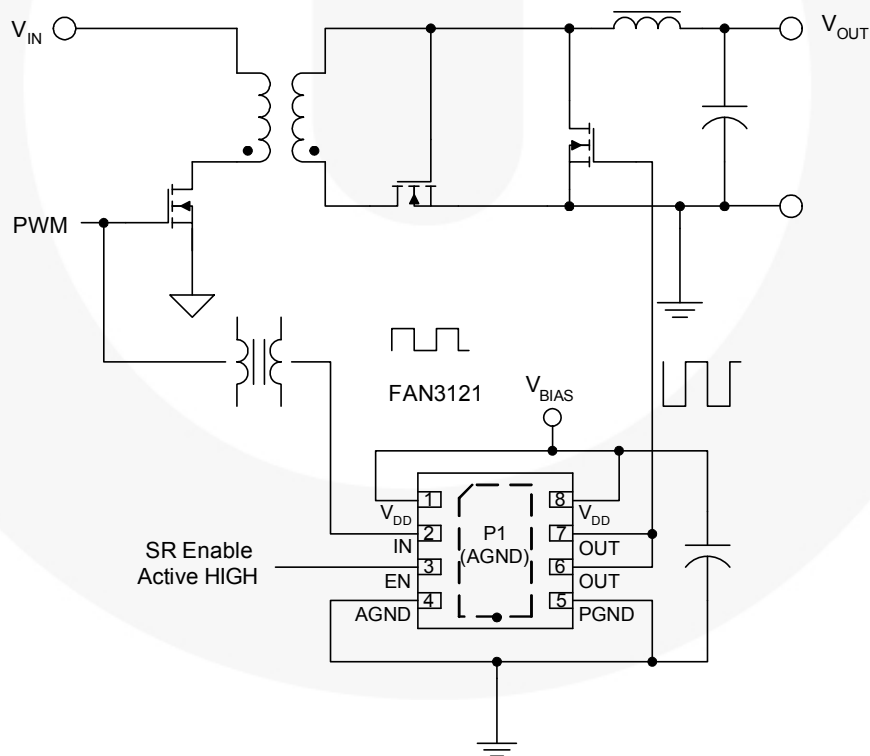 VIN
VOUT
PWM
FAN3121
VBIAS
1
8
VDD
VDD
P1
(AGND)
2
7
IN
OUT
SR Enable
Active HIGH
3
6
EN
OUT
4
5
AGND
PGND